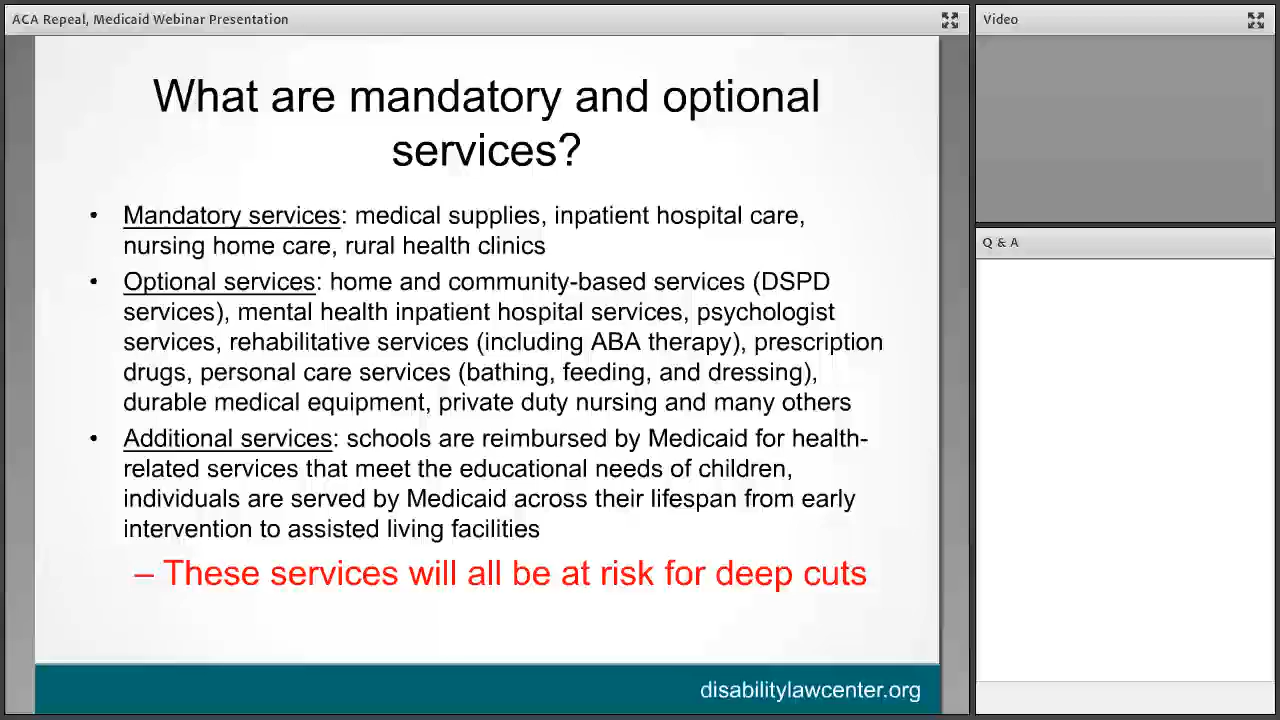 ACA Repeal, Medicaid Webinar Presentation
What are mandatory and optional
services?
• Mandatory services: medical supplies, inpatient hospital care,
nursing home care, rural health clinics
• Optional services: home and community-based services (DSPD
services), mental health inpatient hospital services, psychologist
services, rehabilitative services (including ABA therapy), prescription
drugs, personal care services (bathing, feeding, and dressing),
durable medical equipment, private duty nursing and many others
• Additional services: schools are reimbursed by Medicaid for health-
related services that meet the educational needs of children,
individuals are served by Medicaid across their lifespan from early
intervention to assisted living facilities
– These services will all be at risk for deep cuts
disabilitylawcenter.org
Video
Q & A